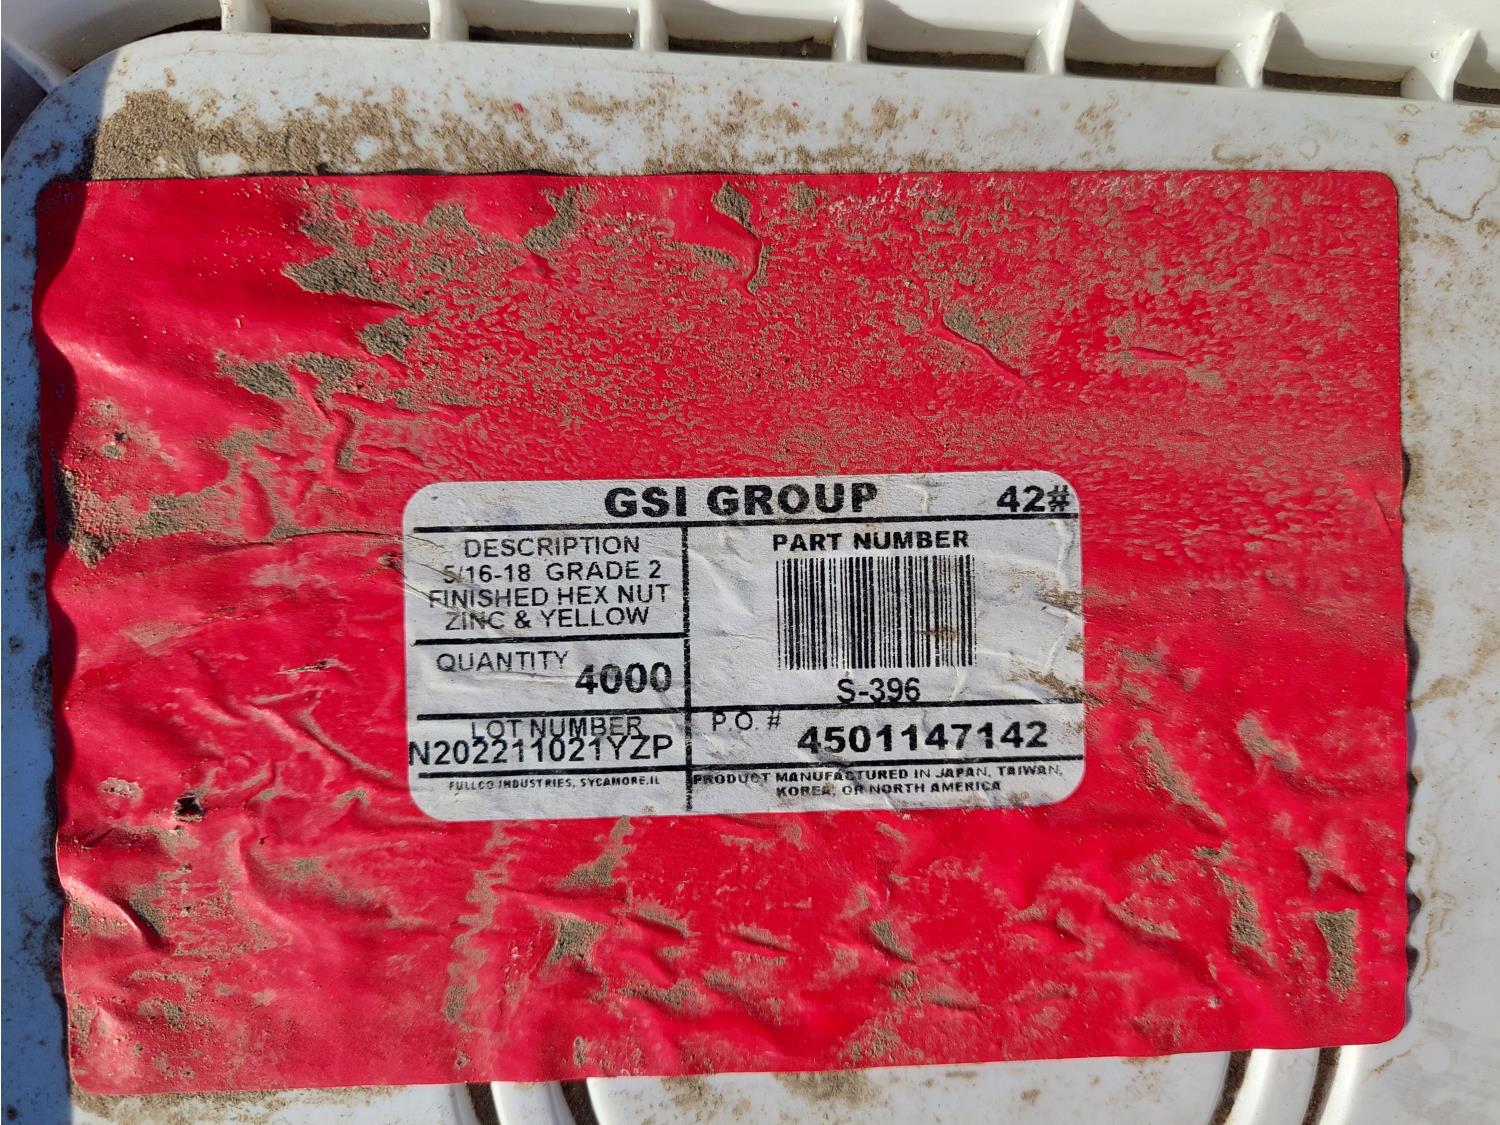 GSI GROUP 42#
DESCRIPTION
5/16-18 GRADE 2
FINISHED HEX NUT
ZINC & YELLOW
PART NUMBER
S-396
QUANTITY 4000
LOT NUMBER
N202211021YZP
P.O. # 4501147142
FULLCO INDUSTRIES, SYCAMORE,IL
PRODUCT MANUFACTURED IN JAPAN, TAIWAN,
KOREA, OR NORTH AMERICA